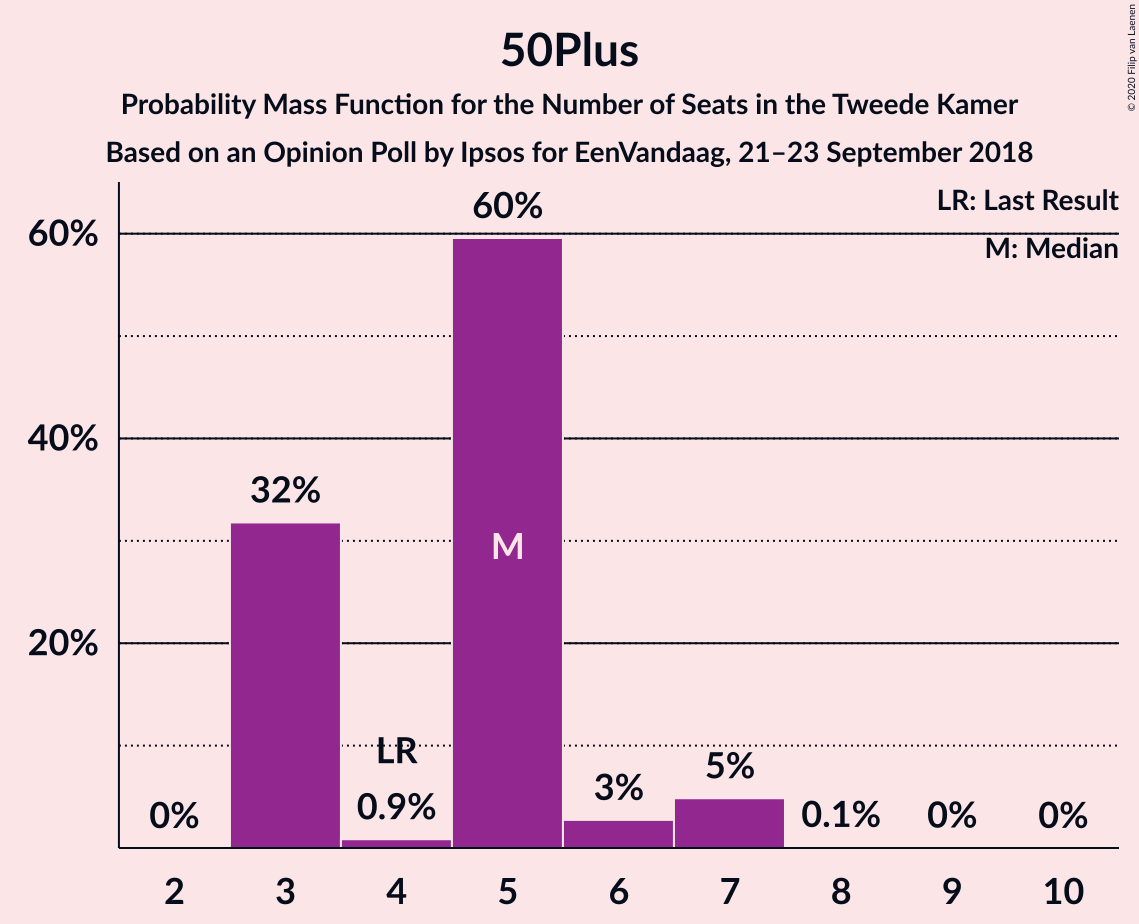 50Plus
Probability Mass Function for the Number of Seats in the Tweede Kamer
Based on an Opinion Poll by Ipsos for EenVandaag, 21–23 September 2018
© 2020 Filip van Laenen
LR: Last Result
M: Median
60%
40%
20%
0%
32%
LR
0.9%
60%
M
3%
5%
0.1%
0%
0%
2 3 4 5 6 7 8 9 10